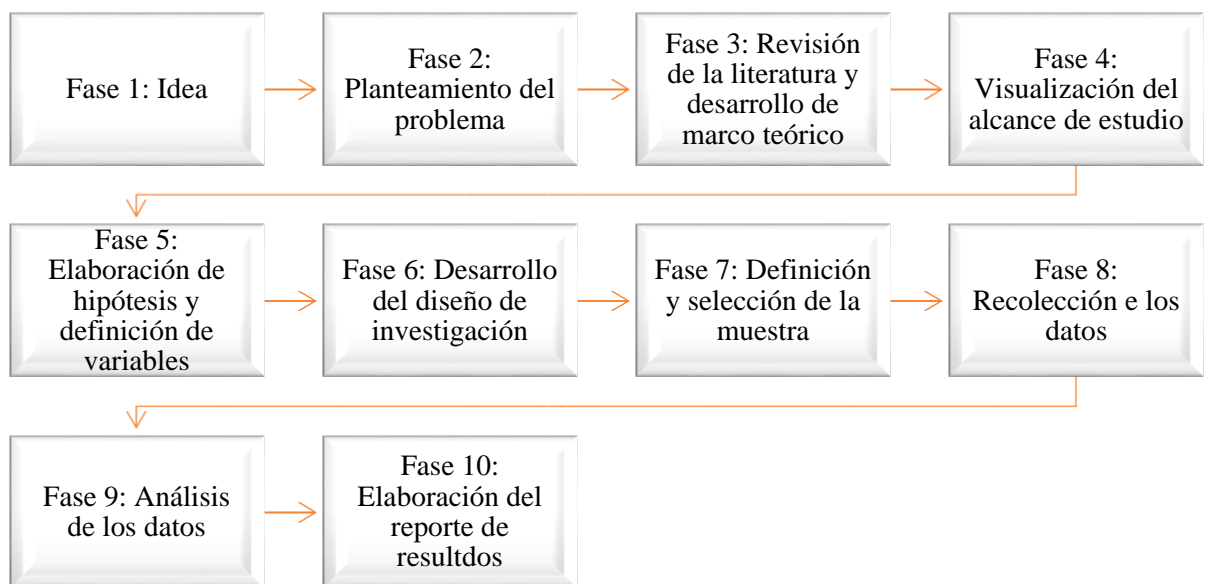 Fase 1: Idea
Fase 2:
Planteamiento del
problema
Fase 3: Revisión
de la literatura y
desarrollo de
marco teórico
Fase 4:
Visualización del
alcance de estudio
Fase 5:
Elaboración de
hipótesis y
definición de
variables
Fase 6: Desarrollo
del diseño de
investigación
Fase 7: Definición
y selección de la
muestra
Fase 8:
Recolección e los
datos
Fase 9: Análisis
de los datos
Fase 10:
Elaboración del
reporte de
resultdos